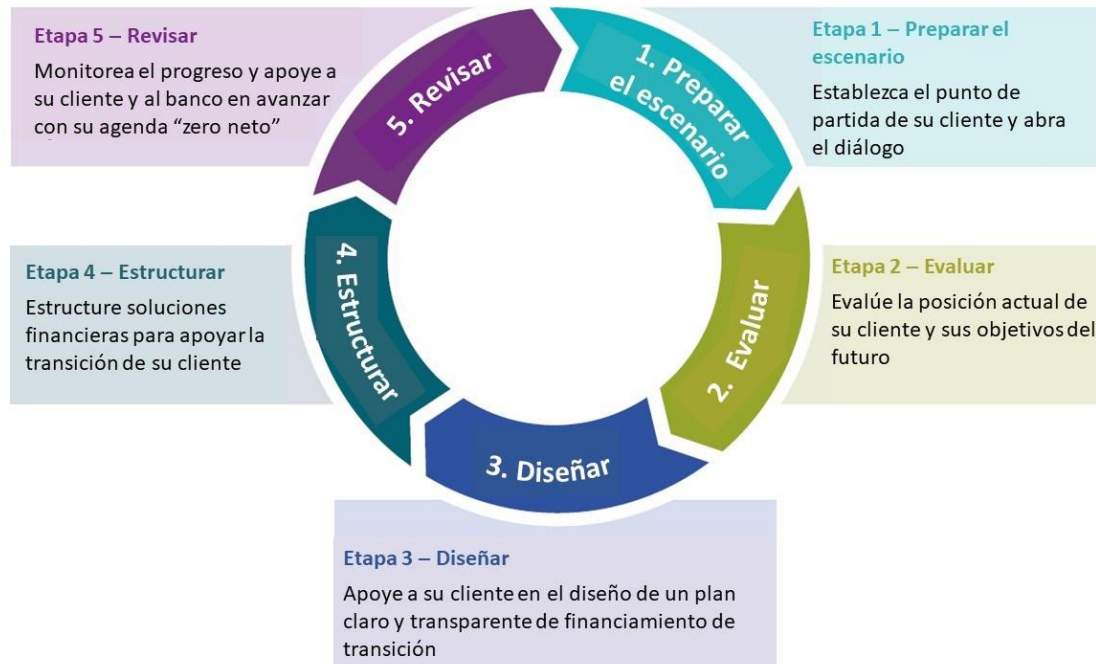 Etapa 5 – Revisar
Monitorea el progreso y apoye a
su cliente y al banco en avanzar
con su agenda “zero neto”
5. Revisar
1. Preparar
el escenario
Etapa 1 – Preparar el
escenario
Establezca el punto de
partida de su cliente y abra
el diálogo
Etapa 4 – Estructurar
Estructure soluciones
financieras para apoyar la
transición de su cliente
4. Estructurar
2. Evaluar
Etapa 2 – Evaluar
Evalúe la posición actual de
su cliente y sus objetivos del
futuro
3. Diseñar
Etapa 3 – Diseñar
Apoye a su cliente en el diseño de un plan
claro y transparente de financiamiento de
transición